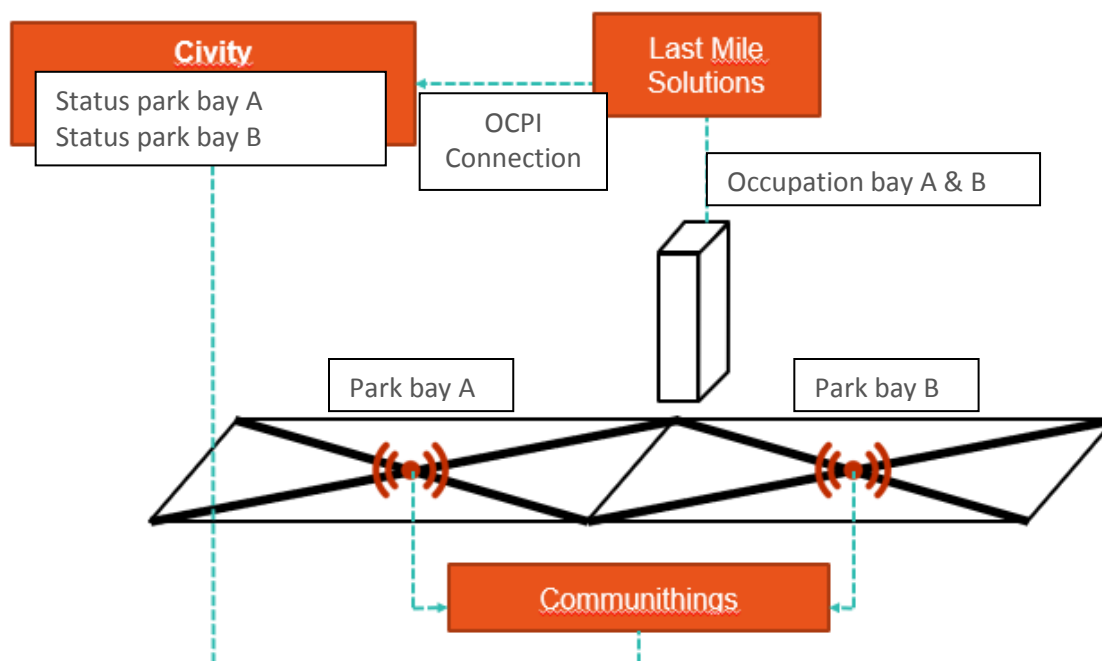 Civity
Status park bay A
Status park bay B
Last Mile
Solutions
OCPI
Connection
Occupation bay A & B
Park bay A
Park bay B
Communithings